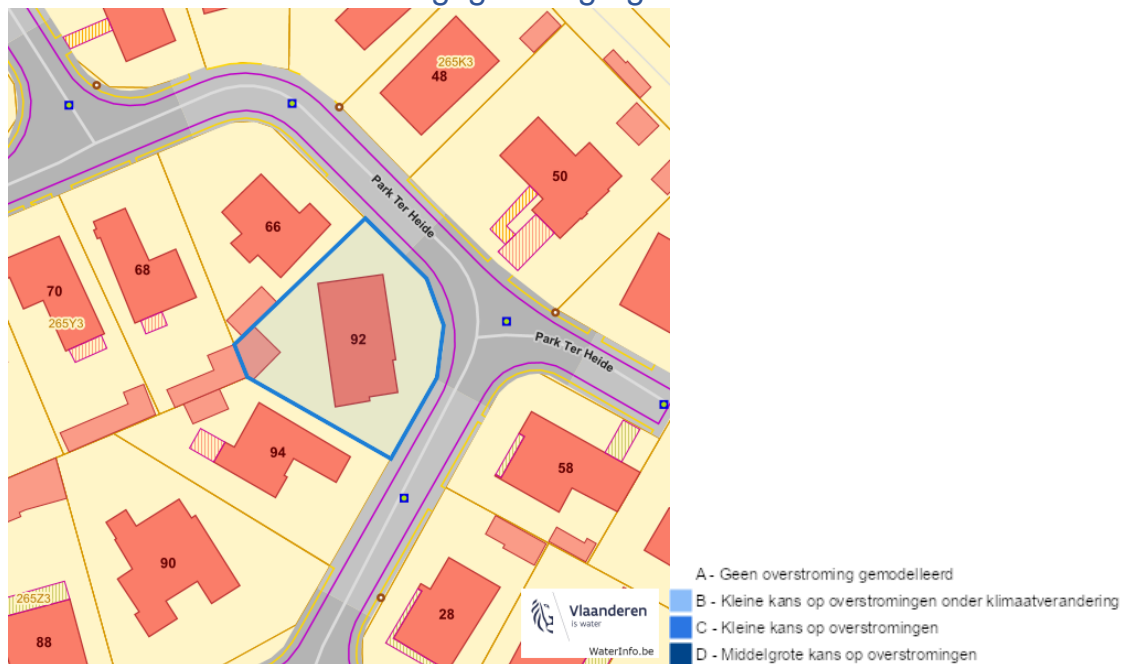 265K3
48
50
Park Ter Heide
66
68
70
265Y3
92
Park Ter Heide
94
58
90
265Z3
88
28
Vlaanderen
is water
WaterInfo.be
A - Geen overstroming gemodelleerd
B - Kleine kans op overstromingen onder klimaatverandering
C - Kleine kans op overstromingen
D - Middelgrote kans op overstromingen